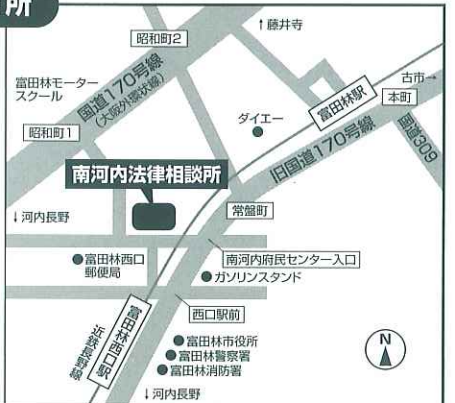 所
↑藤井寺
昭和町2
富田林モーター
スクール
国道170号線
(大阪外環状線)
昭和町1
ダイエー
富田林駅
古市→
本町
旧国道170号線
国道309
南河内法律相談所
↓河内長野
常盤町
富田林西口
郵便局
南河内府民センター入口
ガソリンスタンド
西口駅前
富田林西口駅
近鉄長野線
富田林市役所
富田林警察署
富田林消防署
↓河内長野
N